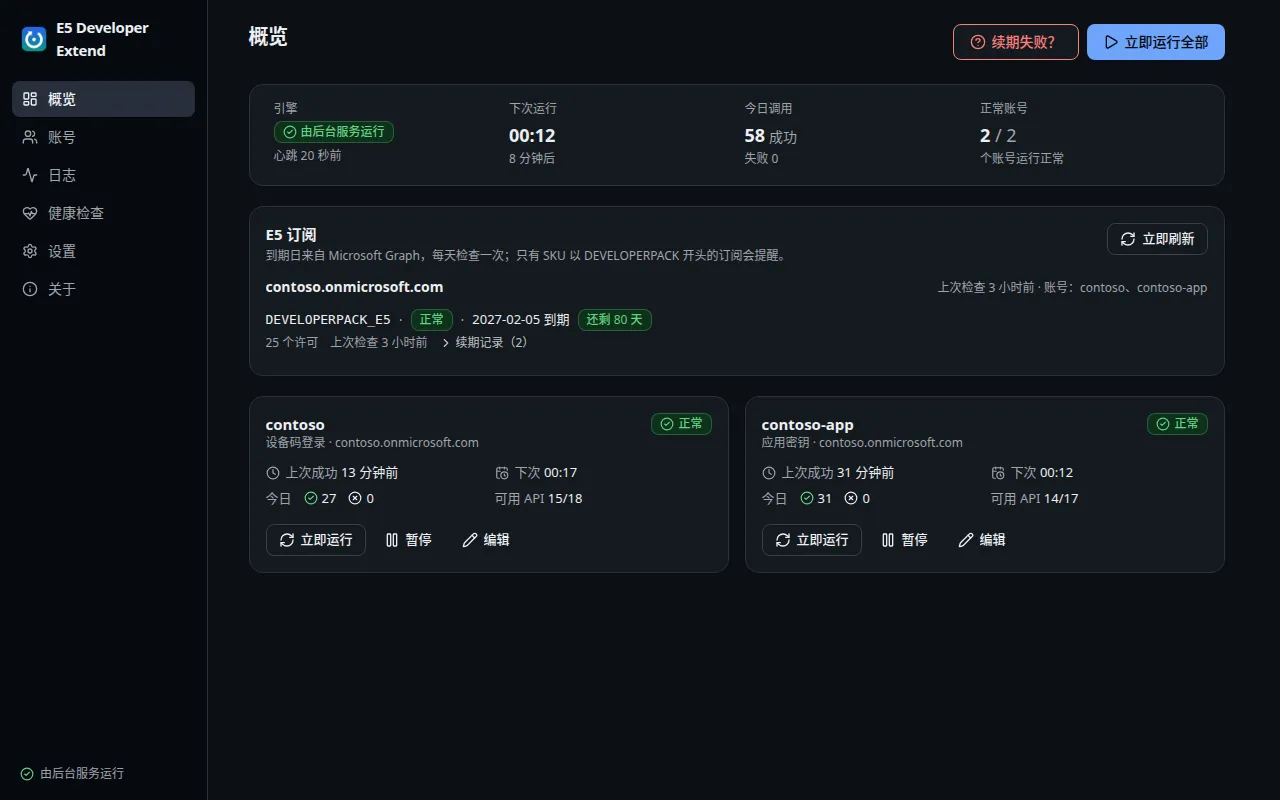 E5 Developer
Extend
概览
账号
日志
健康检查
设置
关于
由后台服务运行
概览
续期失败？
立即运行全部
引擎
由后台服务运行
心跳 20 秒前
下次运行
00:12
8 分钟后
今日调用
58 成功
失败 0
正常账号
2 / 2
个账号运行正常
E5 订阅
到期日来自 Microsoft Graph，每天检查一次；只有 SKU 以 DEVELOPERPACK 开头的订阅会提醒。
立即刷新
contoso.onmicrosoft.com
上次检查 3 小时前 · 账号：contoso、contoso-app
DEVELOPERPACK_E5 · 正常 · 2027-02-05 到期 还剩 80 天
25 个许可 上次检查 3 小时前 续期记录（2）
contoso
正常
设备码登录 · contoso.onmicrosoft.com
上次成功 13 分钟前 下次 00:17
今日 27 0 可用 API 15/18
立即运行 暂停 编辑
contoso-app
正常
应用密钥 · contoso.onmicrosoft.com
上次成功 31 分钟前 下次 00:12
今日 31 0 可用 API 14/17
立即运行 暂停 编辑